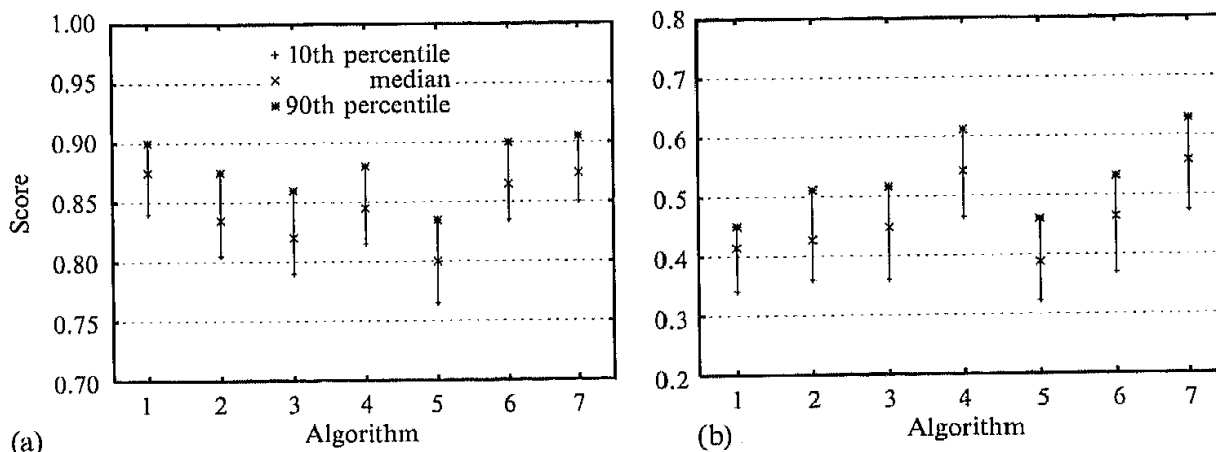 1.00
0.95
0.90
0.85
0.80
0.75
0.70
Score
+ 10th percentile
× median
✱ 90th percentile
1 2 3 4 5 6 7
Algorithm
(a)
0.8
0.7
0.6
0.5
0.4
0.3
0.2
1 2 3 4 5 6 7
Algorithm
(b)